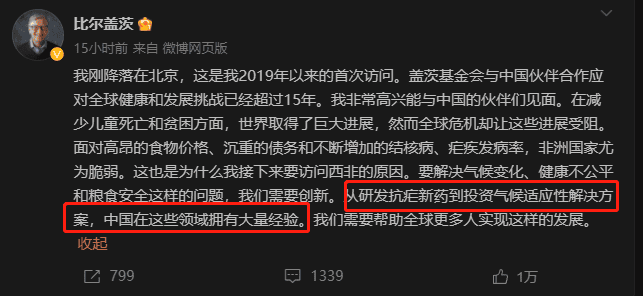 比尔盖茨
15小时前 来自 微博网页版
我刚降落在北京，这是我2019年以来的首次访问。盖茨基金会与中国伙伴合作应
对全球健康和发展挑战已经超过15年。我非常高兴能与中国的伙伴们见面。在减
少儿童死亡和贫困方面，世界取得了巨大进展，然而全球危机却让这些进展受阻。
面对高昂的食物价格、沉重的债务和不断增加的结核病、疟疾发病率，非洲国家尤
为脆弱。这也是为什么我接下来要访问西非的原因。要解决气候变化、健康不公平
和粮食安全这样的问题，我们需要创新。从研发抗疟新药到投资气候适应性解决方
案，中国在这些领域拥有大量经验。我们需要帮助全球更多人实现这样的发展。
收起
799
1339
1万